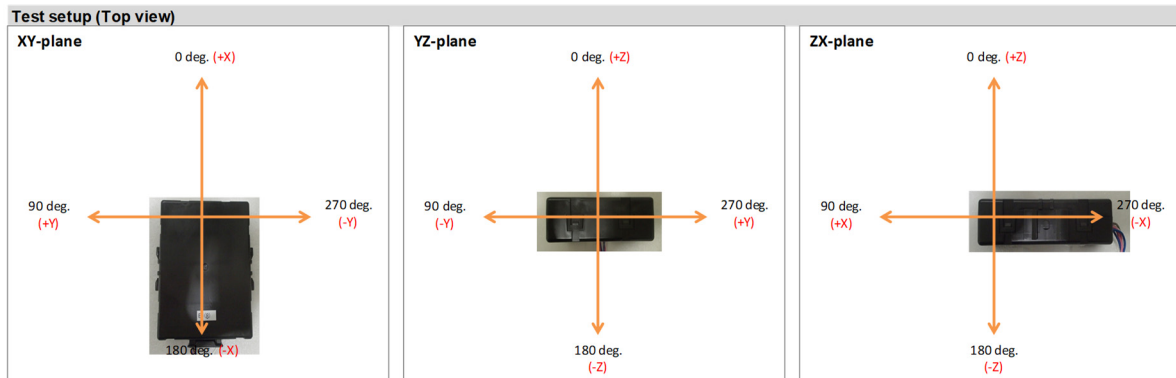 Test setup (Top view)
XY-plane
0 deg. (+X)
90 deg.
(+Y)
270 deg.
(-Y)
180 deg. (-X)
YZ-plane
0 deg. (+Z)
90 deg.
(-Y)
270 deg.
(+Y)
180 deg.
(-Z)
ZX-plane
0 deg. (+Z)
90 deg.
(+X)
270 deg.
(-X)
180 deg.
(-Z)